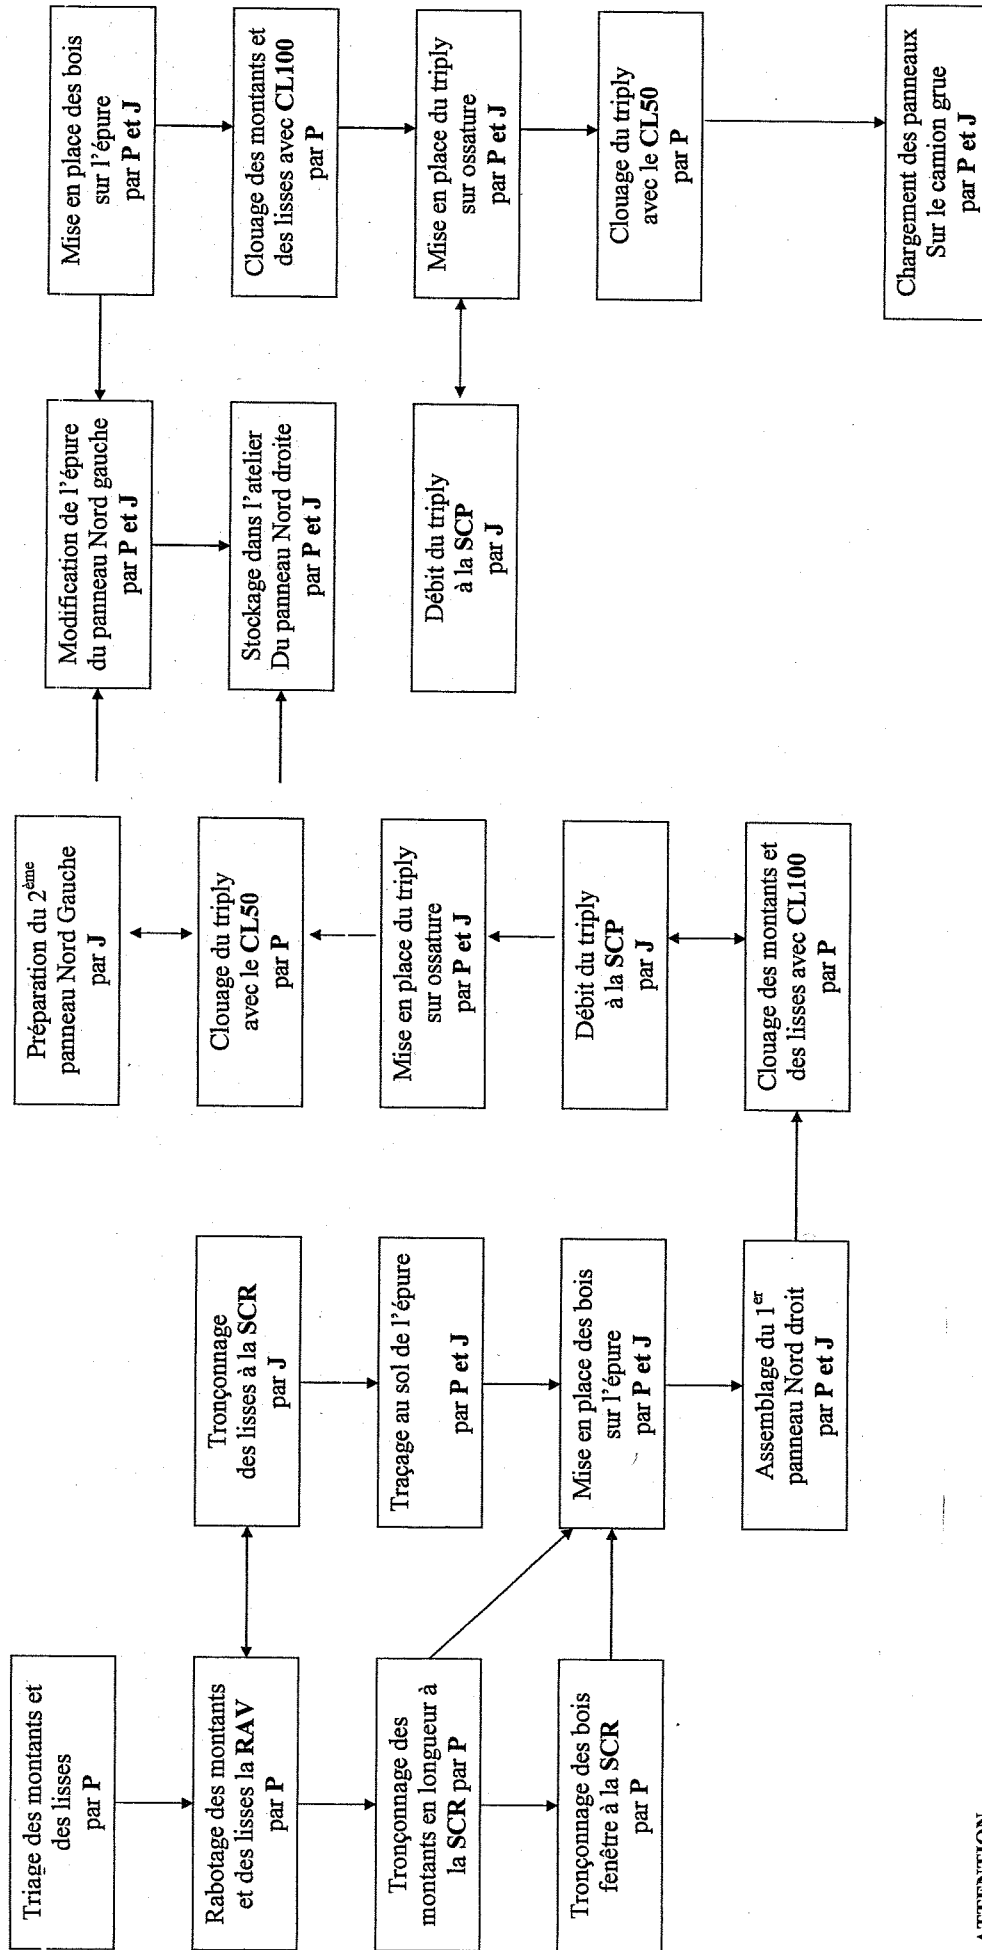 Triage des montants et
des lisses
par P
Rabotage des montants
et des lisses la RAV
par P
Tronçonnage des
montants en longueur à
la SCR par P
Tronçonnage des bois
fenêtre à la SCR
par P
Tronçonnage
des lisses à la SCR
par J
Traçage au sol de l'épure
par P et J
Mise en place des bois
sur l'épure
par P et J
Assemblage du 1er
panneau Nord droit
par P et J
Préparation du 2ème
panneau Nord Gauche
par J
Clouage du triply
avec le CL50
par P
Mise en place du triply
sur ossature
par P et J
Débit du triply
à la SCP
par J
Clouage des montants et
des lisses avec CL100
par P
Modification de l'épure
du panneau Nord gauche
par P et J
Stockage dans l'atelier
Du panneau Nord droite
par P et J
Débit du triply
à la SCP
par J
Mise en place des bois
sur l'épure
par P et J
Clouage des montants et
des lisses avec CL100
par P
Mise en place du triply
sur ossature
par P et J
Clouage du triply
avec le CL50
par P
Chargement des panneaux
Sur le camion grue
par P et J
ATTENTION